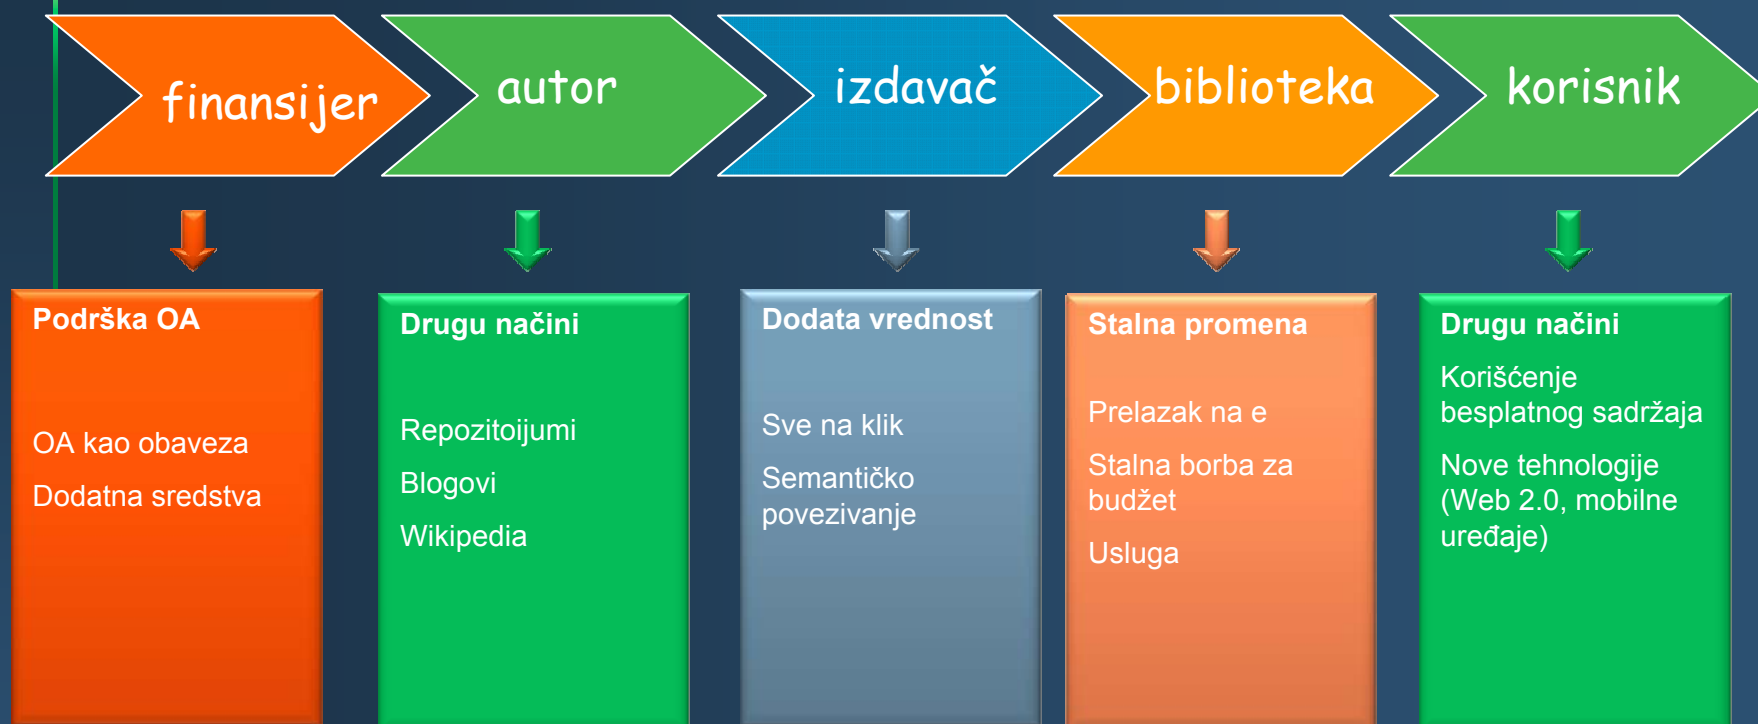 finansijer
autor
izdavač
biblioteka
korisnik
Podrška OA
OA kao obaveza
Dodatna sredstva
Drugu načini
Repozitoijumi
Blogovi
Wikipedia
Dodata vrednost
Sve na klik
Semantičko
povezivanje
Stalna promena
Prelazak na e
Stalna borba za
budžet
Usluga
Drugu načini
Korišćenje
besplatnog sadržaja
Nove tehnologije
(Web 2.0, mobilne
uređaje)